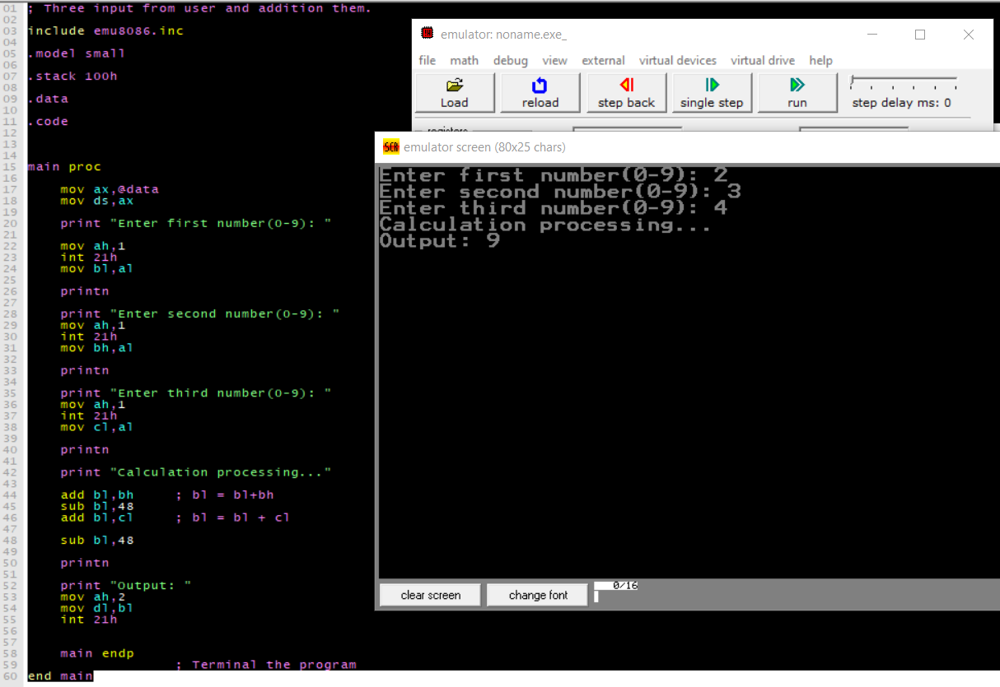 01 ; Three input from user and addition them.
02
03 include emu8086.inc
04
05 .model small
06
07 .stack 100h
08
09 .data
10
11 .code
12
13
14
15 main proc
16
17 mov ax,@data
18 mov ds,ax
19
20 print "Enter first number(0-9): "
21
22 mov ah,1
23 int 21h
24 mov bl,al
25
26 printn
27
28 print "Enter second number(0-9): "
29 mov ah,1
30 int 21h
31 mov bh,al
32
33 printn
34
35 print "Enter third number(0-9): "
36 mov ah,1
37 int 21h
38 mov cl,al
39
40 printn
41
42 print "Calculation processing..."
43
44 add bl,bh ; bl = bl+bh
45 sub bl,48
46 add bl,cl ; bl = bl + cl
47
48 sub bl,48
49
50 printn
51
52 print "Output: "
53 mov ah,2
54 mov dl,bl
55 int 21h
56
57
58 main endp
59 ; Terminal the program
60 end main
emulator: noname.exe_
file math debug view external virtual devices virtual drive help
Load reload step back single step run step delay ms: 0
registers
SCR emulator screen (80x25 chars)
Enter first number(0-9): 2
Enter second number(0-9): 3
Enter third number(0-9): 4
Calculation processing...
Output: 9
clear screen change font 0/16